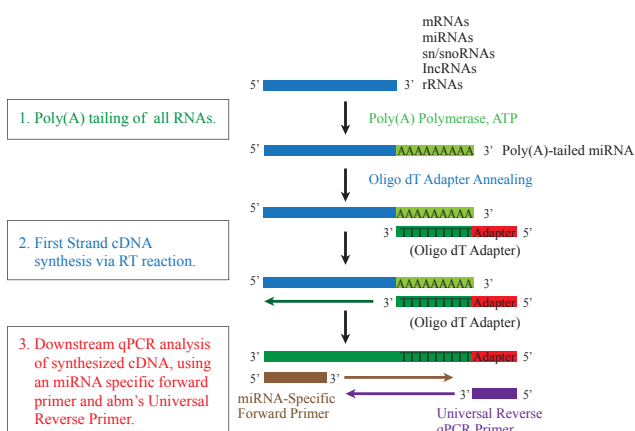 mRNAs
miRNAs
sn/snoRNAs
lncRNAs
5’ 3’ rRNAs
1. Poly(A) tailing of all RNAs.
Poly(A) Polymerase, ATP
5’ AAAAAAAAA 3’ Poly(A)-tailed miRNA
Oligo dT Adapter Annealing
5’ AAAAAAAAA 3’
3’ TTTTTTTTT Adapter 5’
(Oligo dT Adapter)
2. First Strand cDNA
synthesis via RT reaction.
5’ AAAAAAAAA 3’
3’ TTTTTTTTT Adapter 5’
(Oligo dT Adapter)
3. Downstream qPCR analysis
of synthesized cDNA, using
an miRNA specific forward
primer and abm’s Universal
Reverse Primer.
3’ TTTTTTTTT Adapter 5’
5’ 3’
miRNA-Specific
Forward Primer
3’ 5’
Universal Reverse
qPCR Primer